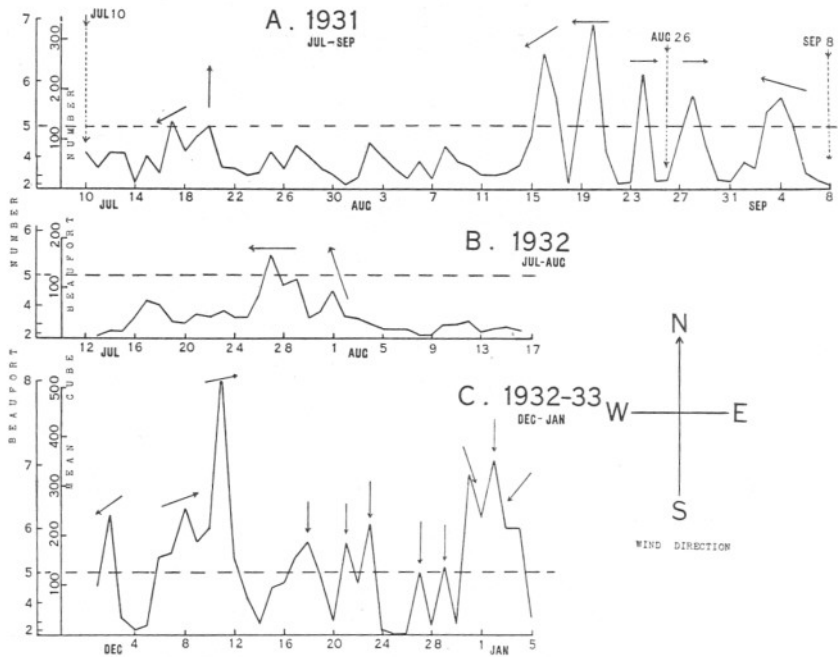 A. 1931
JUL-SEP
JUL 10
AUG 26
SEP 8
7
6
5
4
2
300
200
100
NUMBER
10 14 18 22 26 30 3 7 11 15 19 23 27 31 4 8
JUL AUG SEP
B. 1932
JUL-AUG
6
5
4
2
200
100
NUMBER
BEAUFORT
12 16 20 24 28 1 5 9 13 17
JUL AUG
C. 1932-33
DEC-JAN
8
7
6
5
4
2
500
400
300
200
100
BEAUFORT
MEAN CUBE
4 8 12 16 20 24 28 1 5
DEC JAN
N
W E
S
WIND DIRECTION